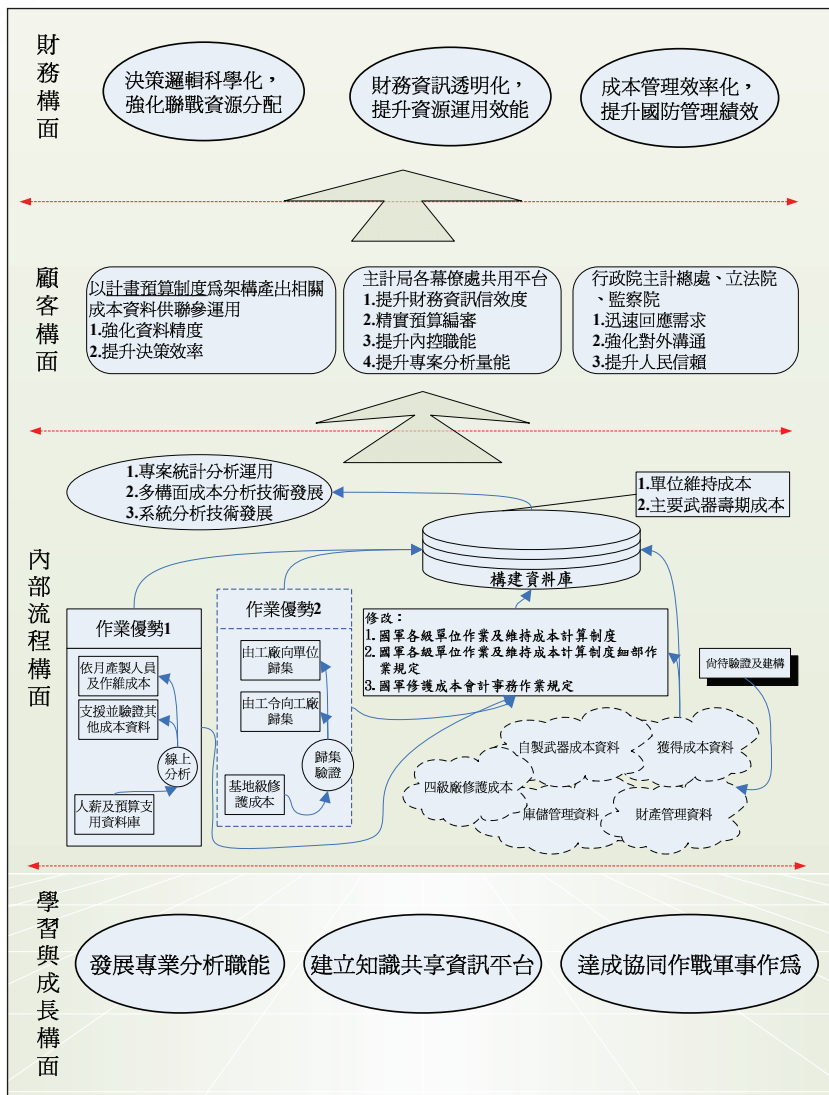 財務構面
決策邏輯科學化，
強化聯戰資源分配
財務資訊透明化，
提升資源運用效能
成本管理效率化，
提升國防管理績效
顧客構面
以計畫預算制度爲架構產出相關
成本資料供聯參運用
1.強化資料精度
2.提升決策效率
主計局各幕僚處共用平台
1.提升財務資訊信效度
2.精實預算編審
3.提升內控職能
4.提升專案分析量能
行政院主計總處、立法院
、監察院
1.迅速回應需求
2.強化對外溝通
3.提升人民信賴
內部流程構面
1.專案統計分析運用
2.多構面成本分析技術發展
3.系統分析技術發展
1.單位維持成本
2.主要武器壽期成本
構建資料庫
作業優勢1
依月產製人員
及作維成本
支援並驗證其
他成本資料
線上
分析
人薪及預算支
用資料庫
作業優勢2
由工廠向單位
歸集
由工令向工廠
歸集
歸集
驗證
基地級修
護成本
修改：
1. 國軍各級單位作業及維持成本計算制度
2. 國軍各級單位作業及維持成本計算制度細部作
業規定
3. 國軍修護成本會計事務作業規定
尙待驗證及建構
自製武器成本資料
獲得成本資料
四級廠修護成本
庫儲管理資料
財產管理資料
學習與成長構面
發展專業分析職能
建立知識共享資訊平台
達成協同作戰軍事作爲